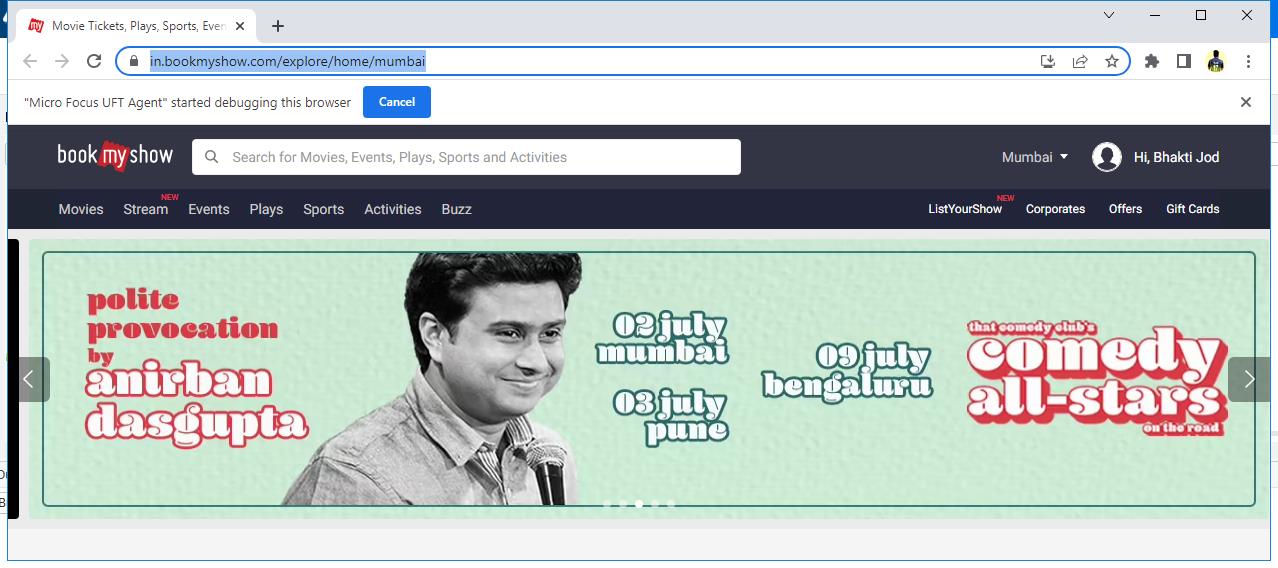 Movie Tickets, Plays, Sports, Even
in.bookmyshow.com/explore/home/mumbai
"Micro Focus UFT Agent" started debugging this browser Cancel
book my show Search for Movies, Events, Plays, Sports and Activities Mumbai Hi, Bhakti Jod
Movies Stream NEW Events Plays Sports Activities Buzz ListYourShow NEW Corporates Offers Gift Cards
polite
provocation
by
anirban
dasgupta
02 july
mumbai
03 july
pune
09 july
bengaluru
that comedy club's
comedy
all-stars
on the road